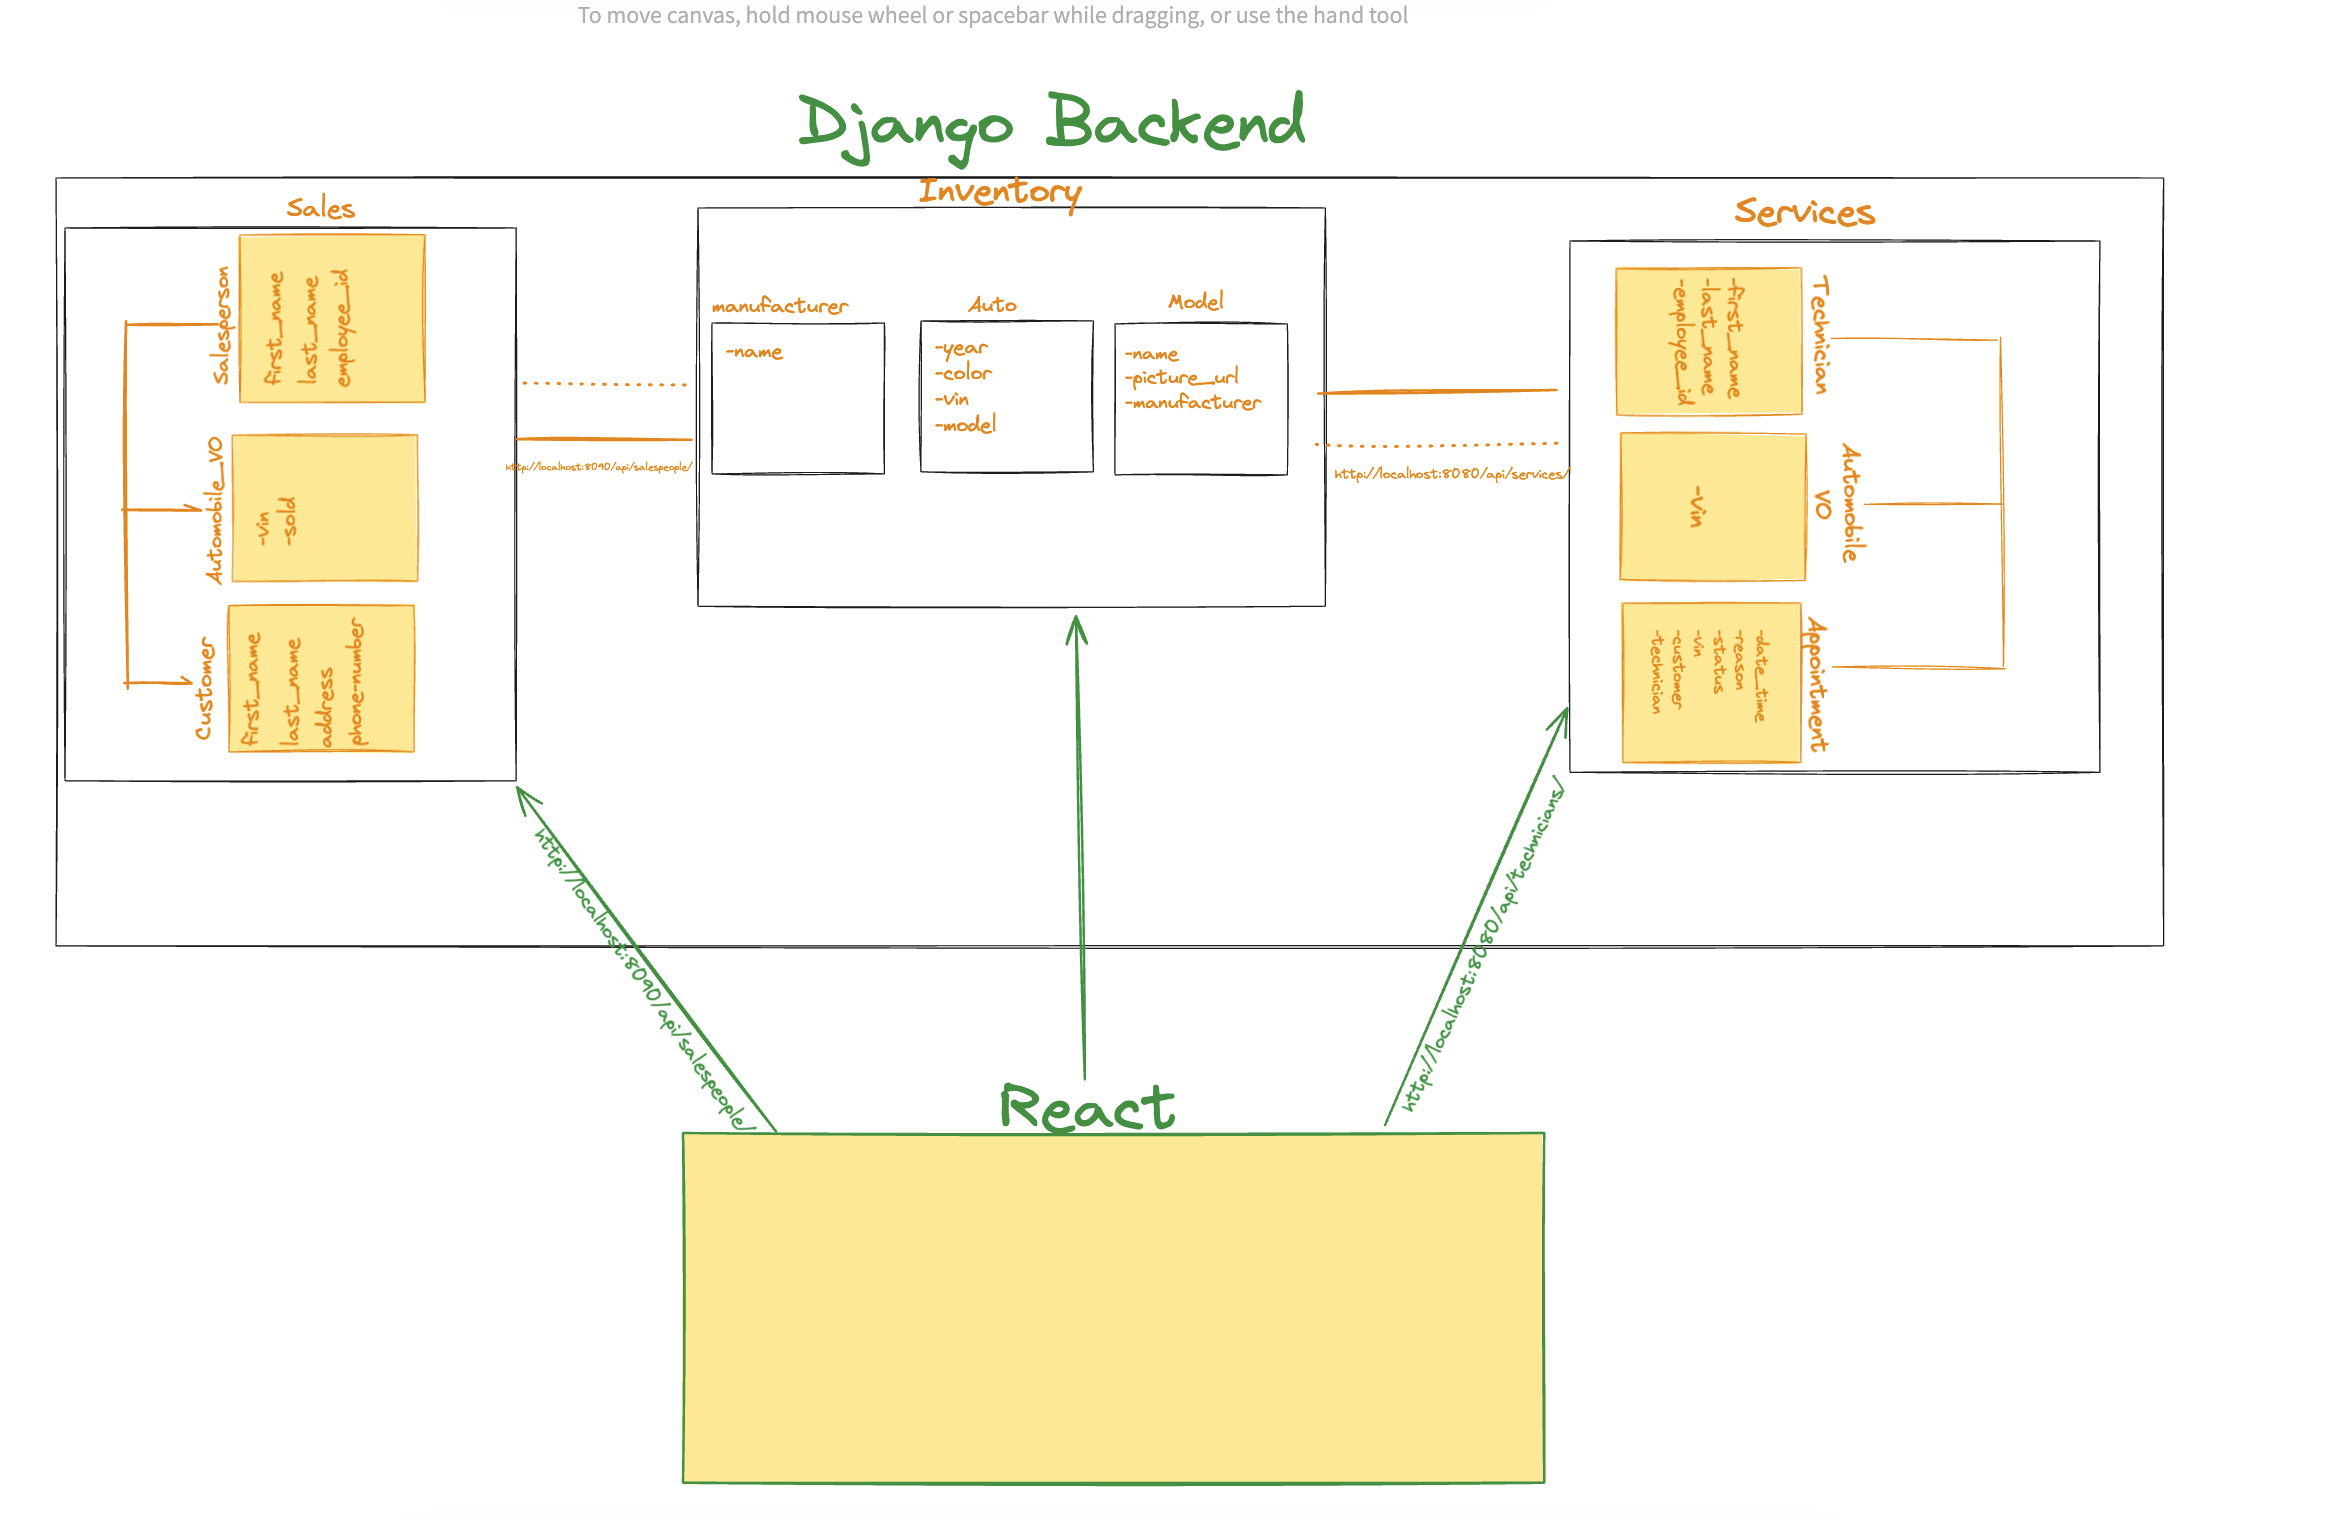 To move canvas, hold mouse wheel or spacebar while dragging, or use the hand tool
Django Backend
Sales
Salesperson
first_name
last_name
employee_id
Automobile_VO
-vin
-sold
Customer
first_name
last_name
address
phone-number
http://localhost:8090/api/salespeople/
Inventory
manufacturer
-name
Auto
-year
-color
-vin
-model
Model
-name
-picture_url
-manufacturer
http://localhost:8080/api/services/
Services
Technician
-first_name
-last_name
-employee_id
Automobile
VO
-vin
Appointment
-date_time
-reason
-status
-vin
-customer
-technician
http://localhost:8090/api/salespeople/
http://localhost:8080/api/technicians/
React